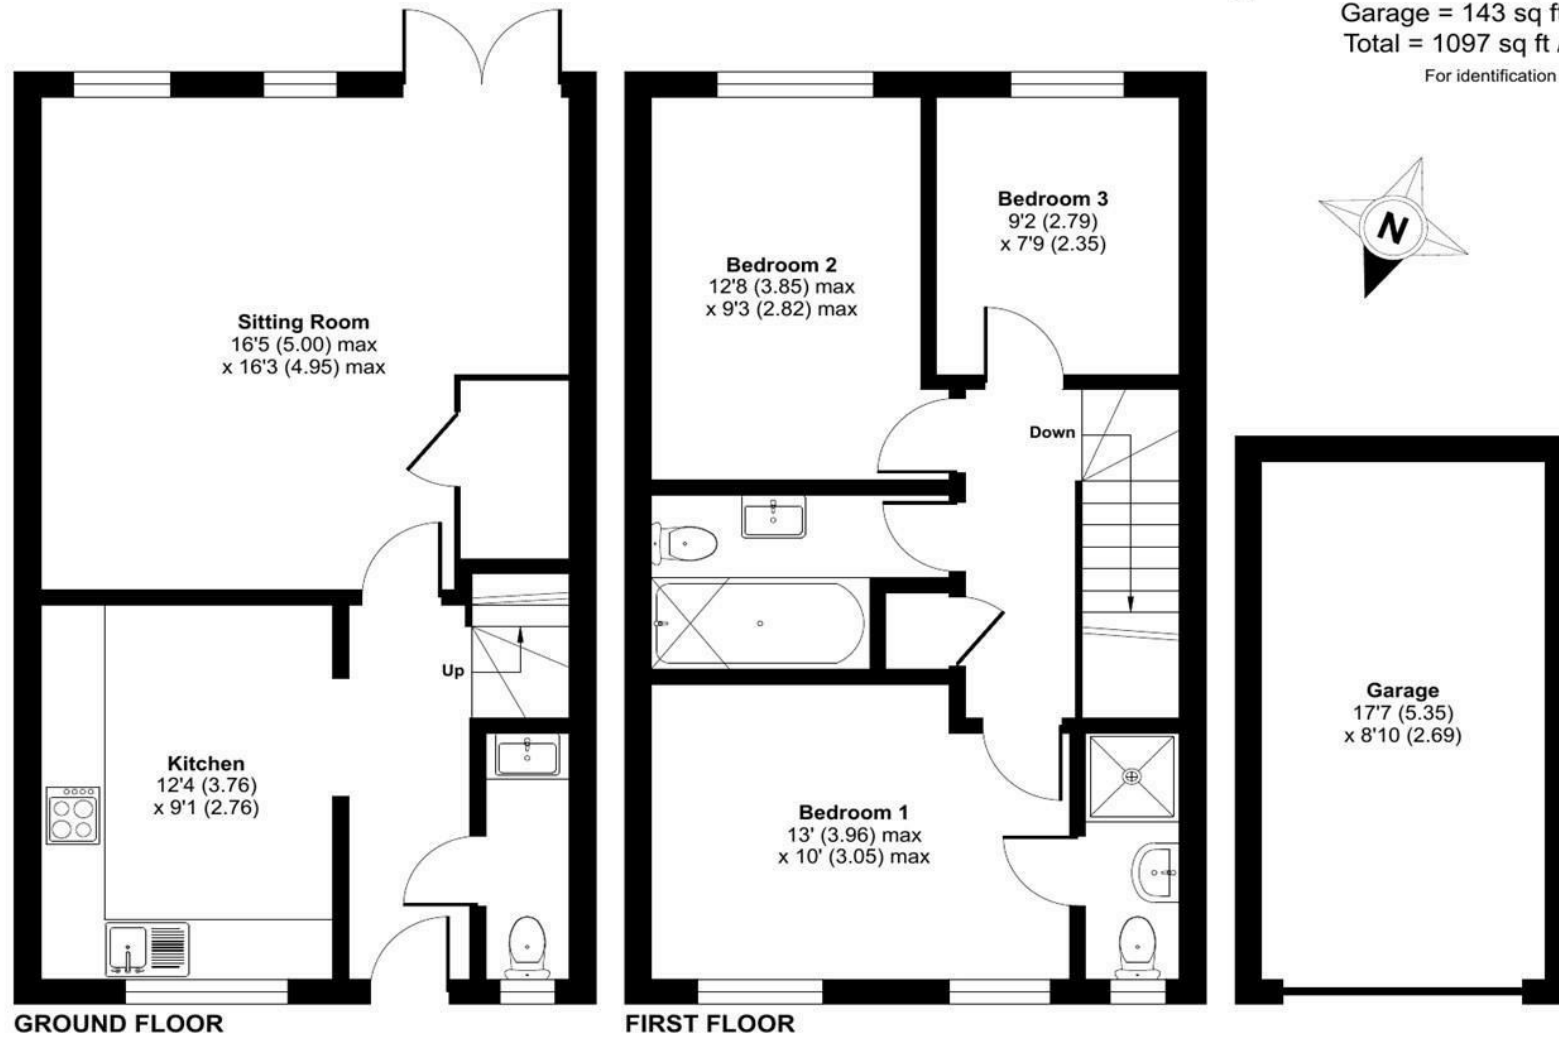 Garage = 143 sq ft
Total = 1097 sq ft /
For identification
N
Sitting Room
16'5 (5.00) max
x 16'3 (4.95) max
Up
Kitchen
12'4 (3.76)
x 9'1 (2.76)
GROUND FLOOR
Bedroom 2
12'8 (3.85) max
x 9'3 (2.82) max
Bedroom 3
9'2 (2.79)
x 7'9 (2.35)
Down
Bedroom 1
13' (3.96) max
x 10' (3.05) max
FIRST FLOOR
Garage
17'7 (5.35)
x 8'10 (2.69)